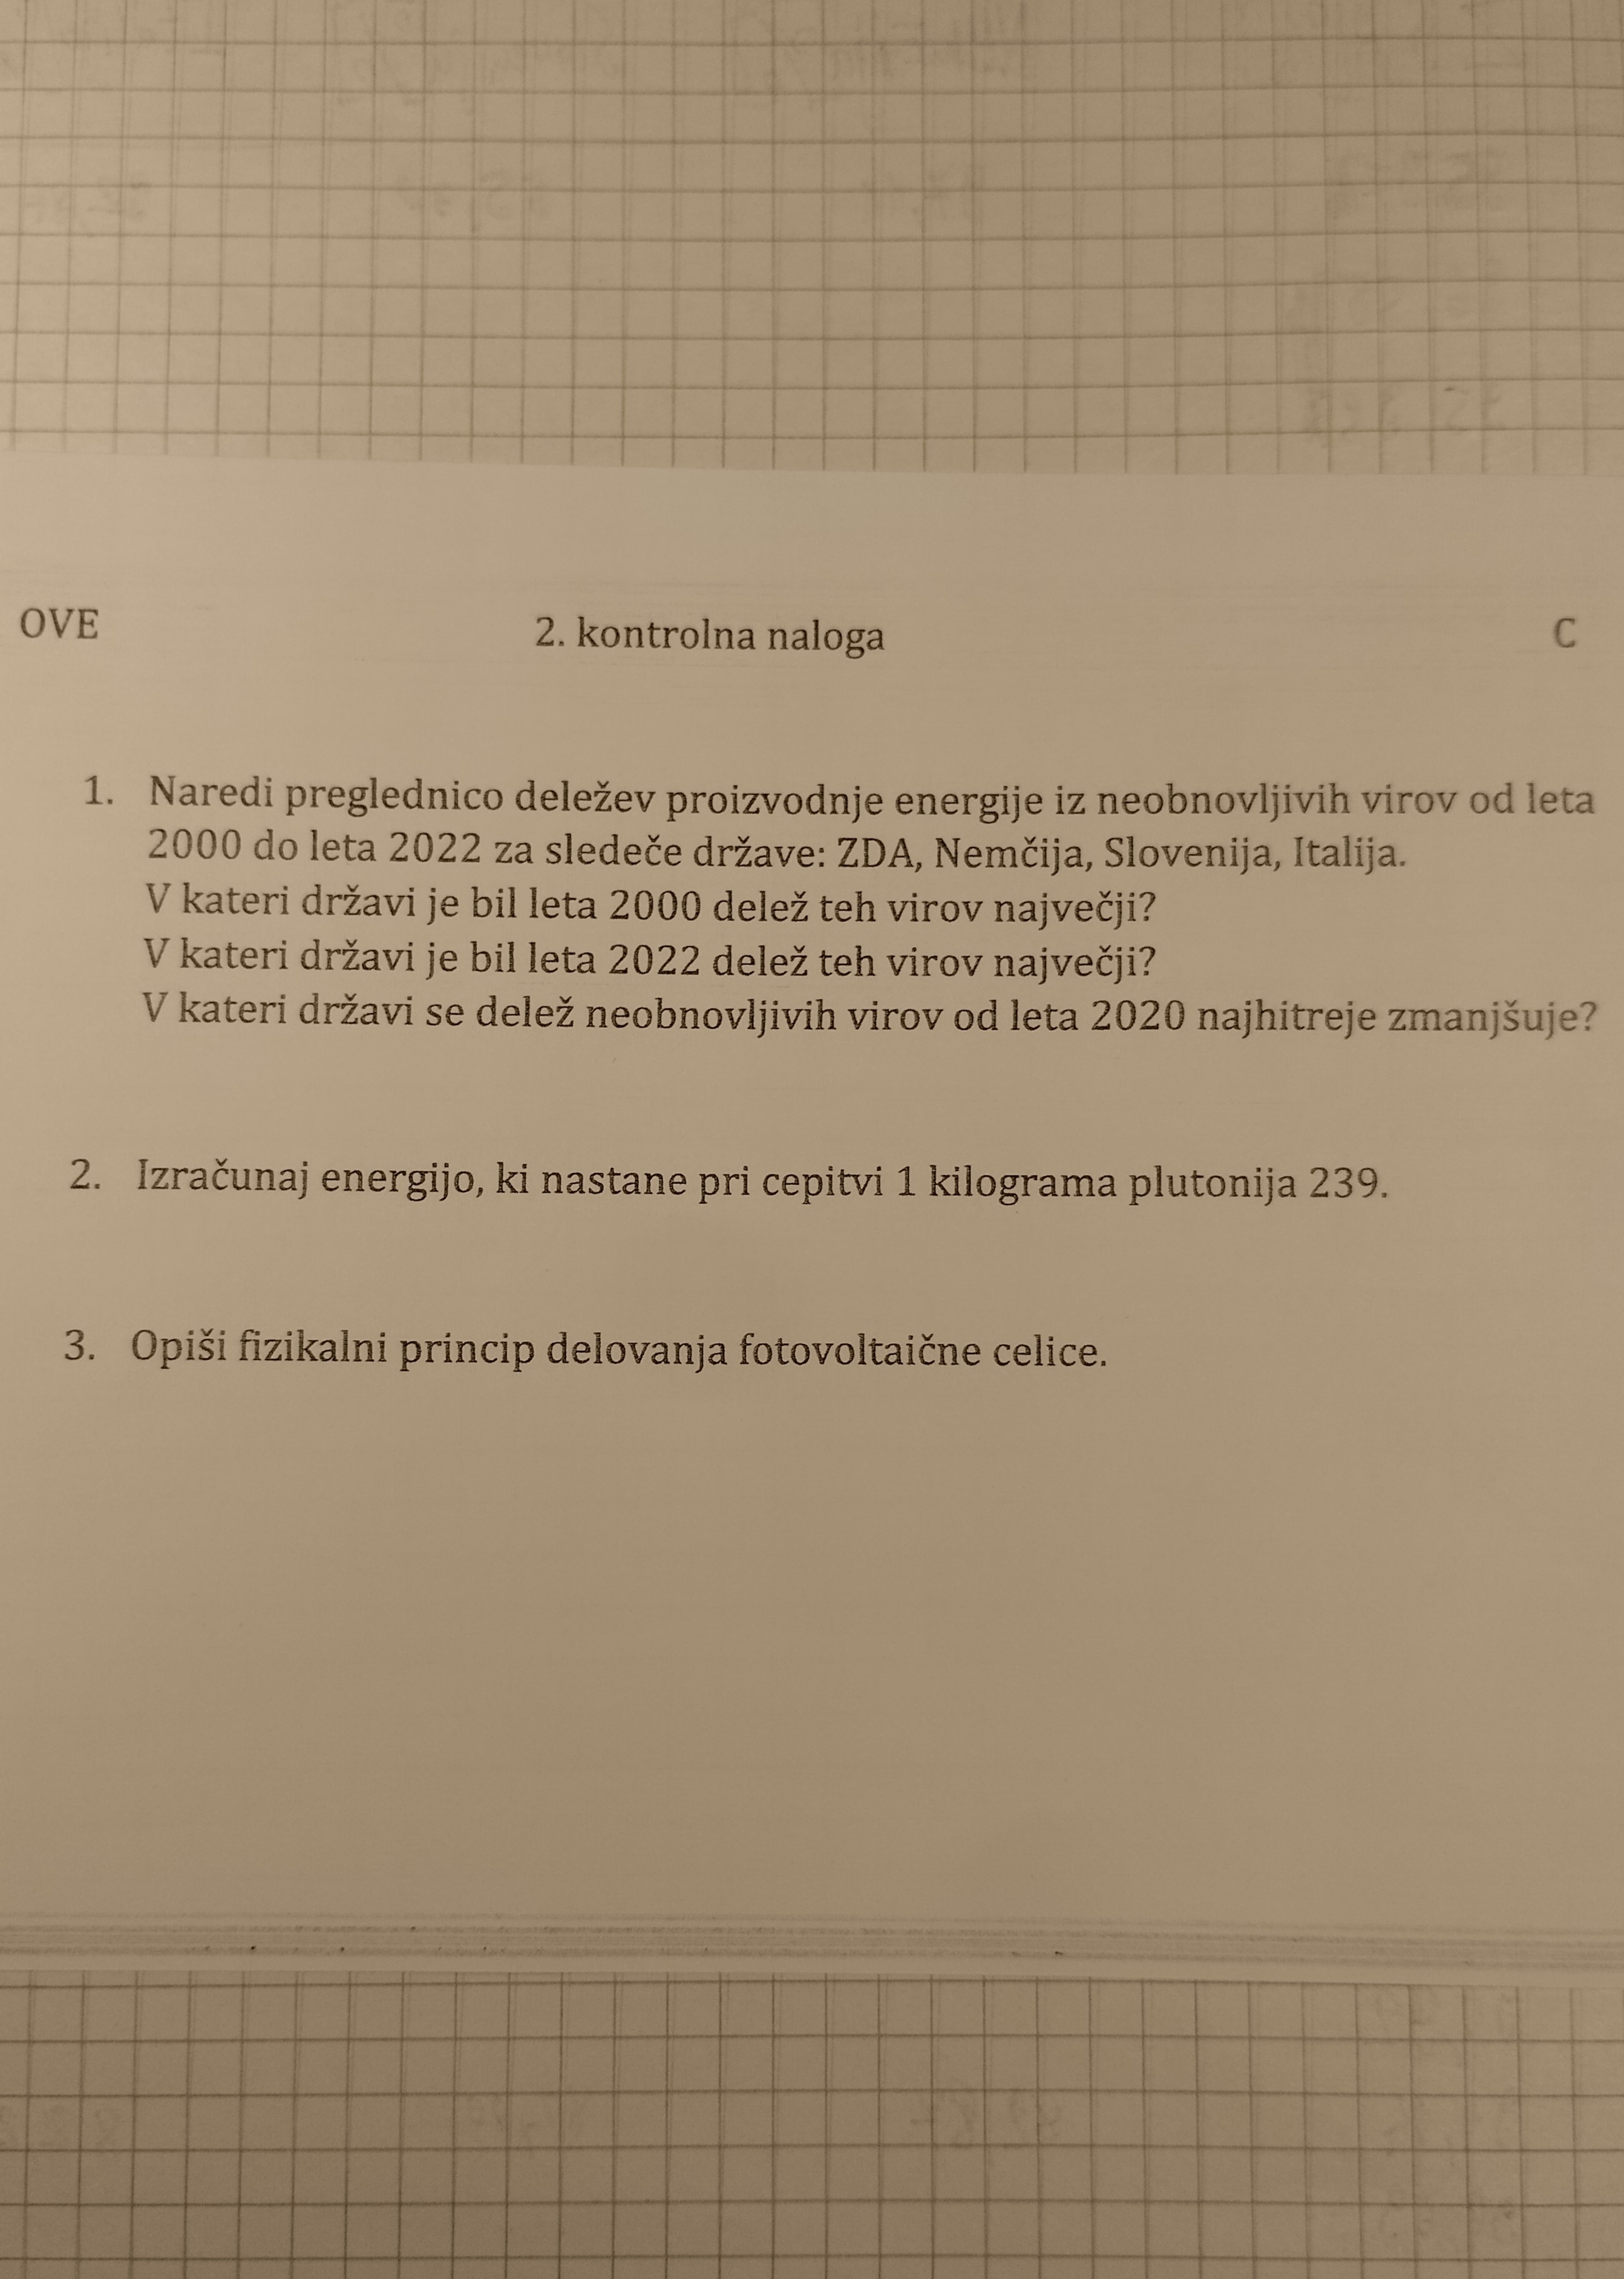 OVE 2. kontrolna naloga C
1. Naredi preglednico deležev proizvodnje energije iz neobnovljivih virov od leta
2000 do leta 2022 za sledeče države: ZDA, Nemčija, Slovenija, Italija.
V kateri državi je bil leta 2000 delež teh virov največji?
V kateri državi je bil leta 2022 delež teh virov največji?
V kateri državi se delež neobnovljivih virov od leta 2020 najhitreje zmanjšuje?
2. Izračunaj energijo, ki nastane pri cepitvi 1 kilograma plutonija 239.
3. Opiši fizikalni princip delovanja fotovoltaične celice.